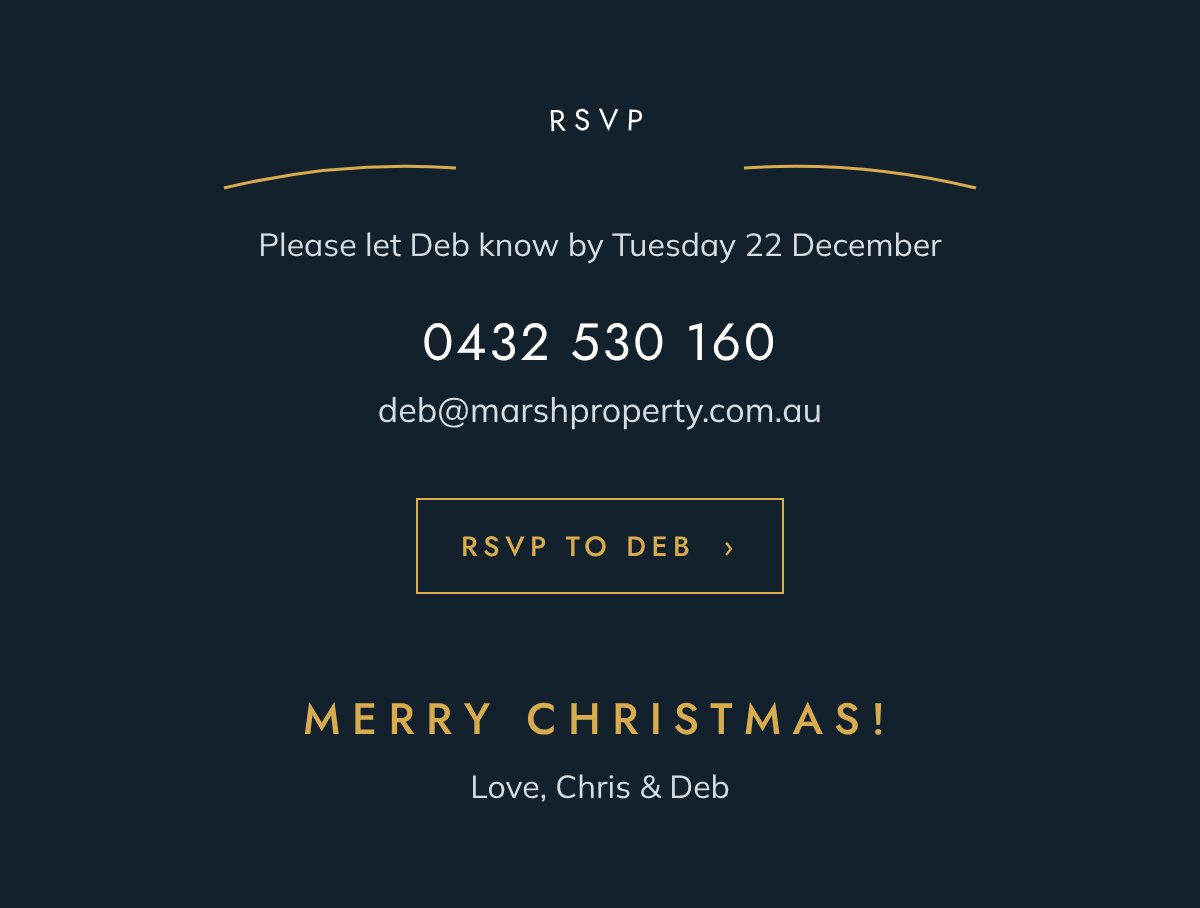 RSVP
Please let Deb know by Tuesday 22 December
0432 530 160
deb@marshproperty.com.au
RSVP TO DEB ›
MERRY CHRISTMAS!
Love, Chris & Deb